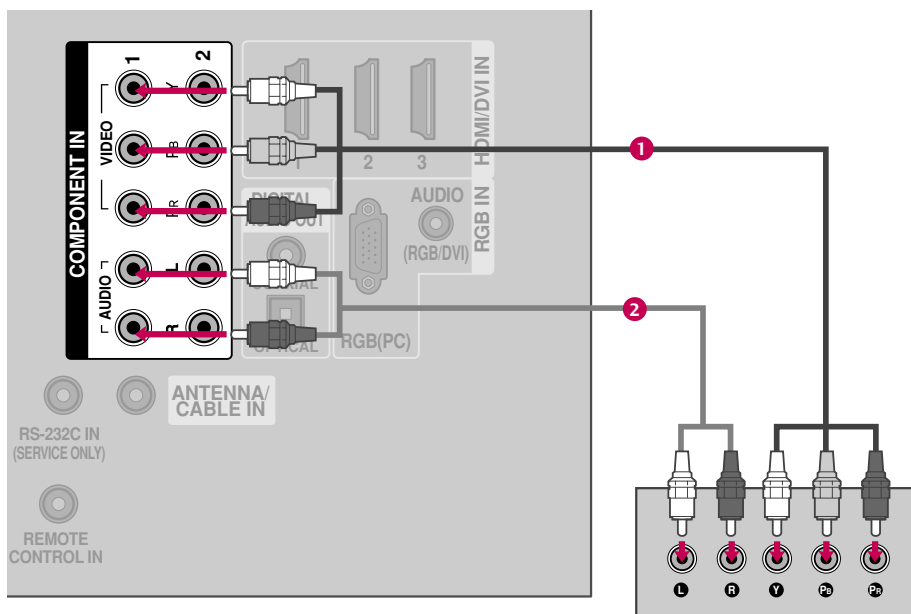 COMPONENT IN
VIDEO
AUDIO
1
2
Y
PB
PR
L
R
1
2
3
HDMI/DVI IN
DIGITAL
OUT
OPTICAL
RGB IN
AUDIO
(RGB/DVI)
RGB(PC)
ANTENNA/
CABLE IN
RS-232C IN
(SERVICE ONLY)
REMOTE
CONTROL IN
1
2
L
R
Y
PB
PR